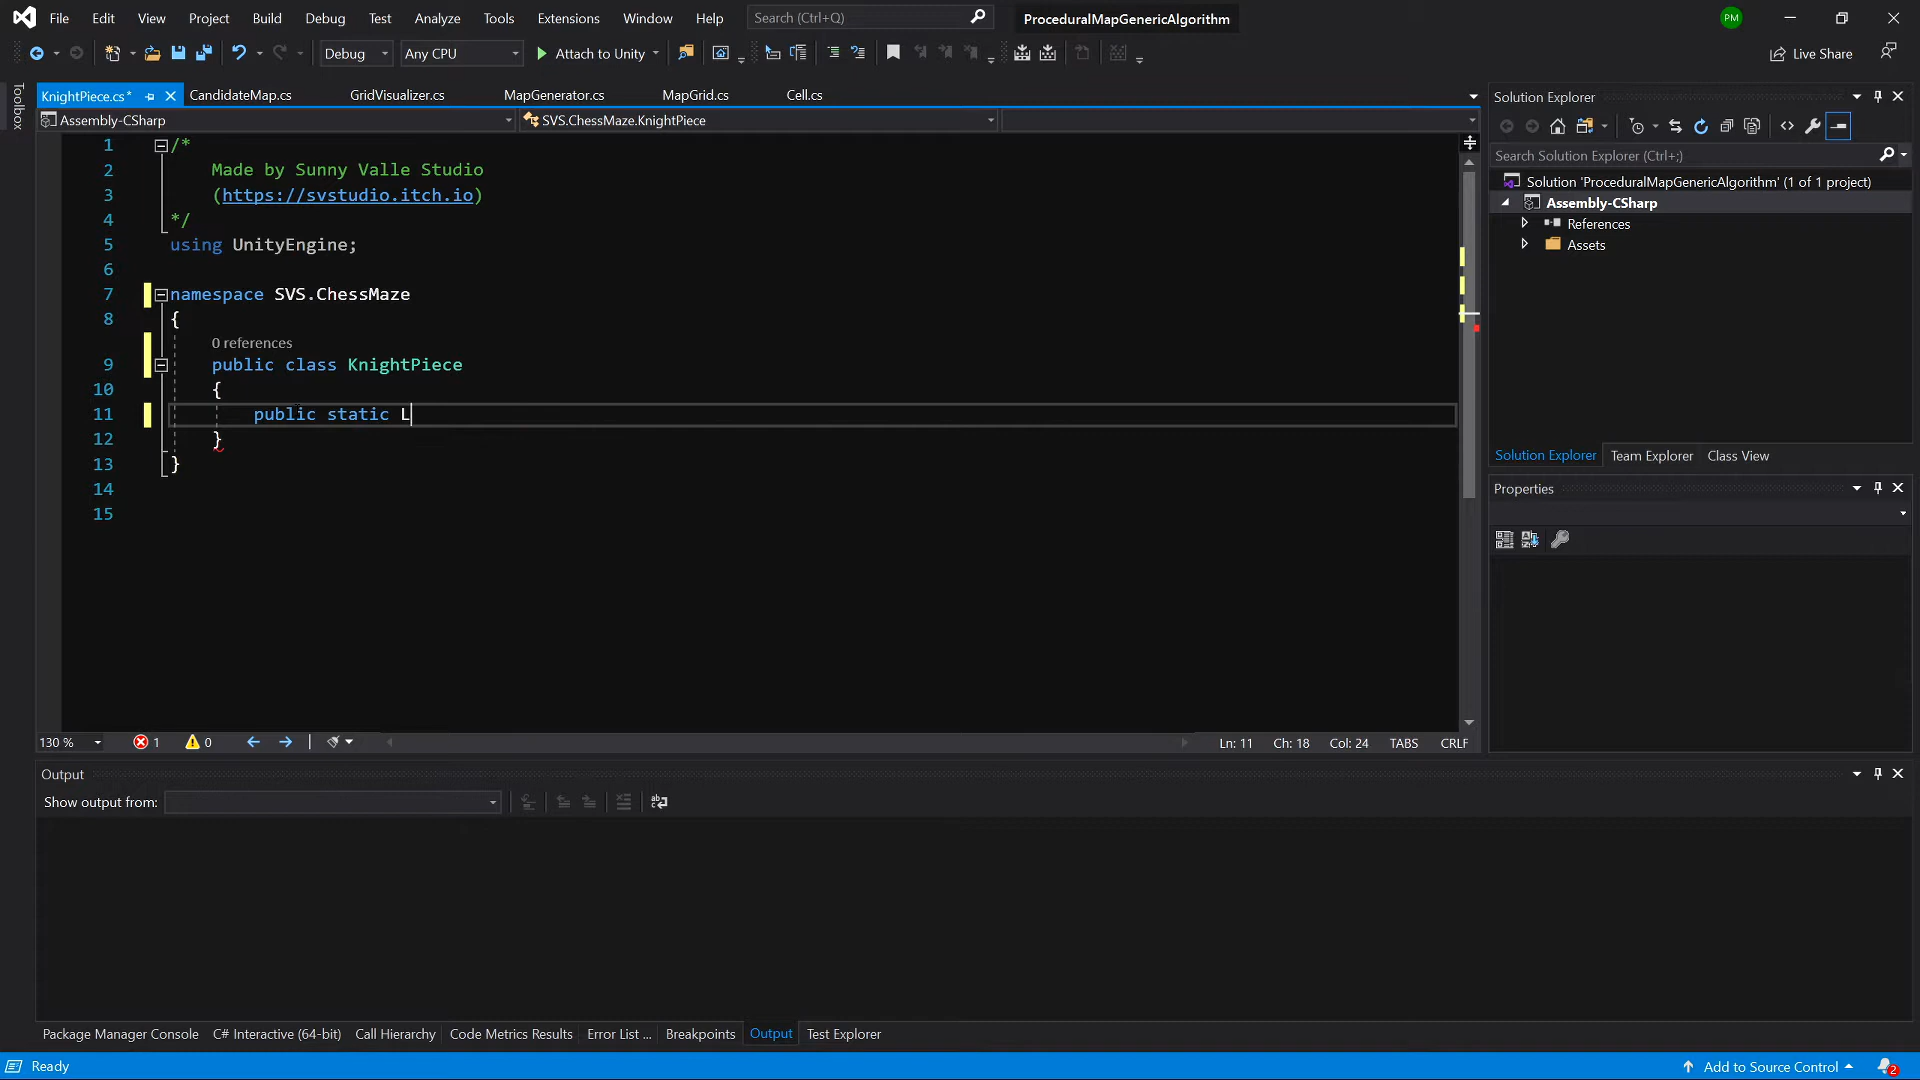 File Edit View Project Build Debug Test Analyze Tools Extensions Window Help Search (Ctrl+Q) ProceduralMapGenericAlgorithm PM
Debug Any CPU Attach to Unity Live Share
Toolbox
KnightPiece.cs* CandidateMap.cs GridVisualizer.cs MapGenerator.cs MapGrid.cs Cell.cs
Assembly-CSharp SVS.ChessMaze.KnightPiece
1 /*
2 Made by Sunny Valle Studio
3 (https://svstudio.itch.io)
4 */
5 using UnityEngine;
6
7 namespace SVS.ChessMaze
8 {
0 references
9 public class KnightPiece
10 {
11 public static L
12 }
13 }
14
15
130 % 1 0 Ln: 11 Ch: 18 Col: 24 TABS CRLF
Solution Explorer
Search Solution Explorer (Ctrl+;)
Solution 'ProceduralMapGenericAlgorithm' (1 of 1 project)
Assembly-CSharp
References
Assets
Solution Explorer Team Explorer Class View
Properties
Output
Show output from:
Package Manager Console C# Interactive (64-bit) Call Hierarchy Code Metrics Results Error List ... Breakpoints Output Test Explorer
Ready Add to Source Control 2